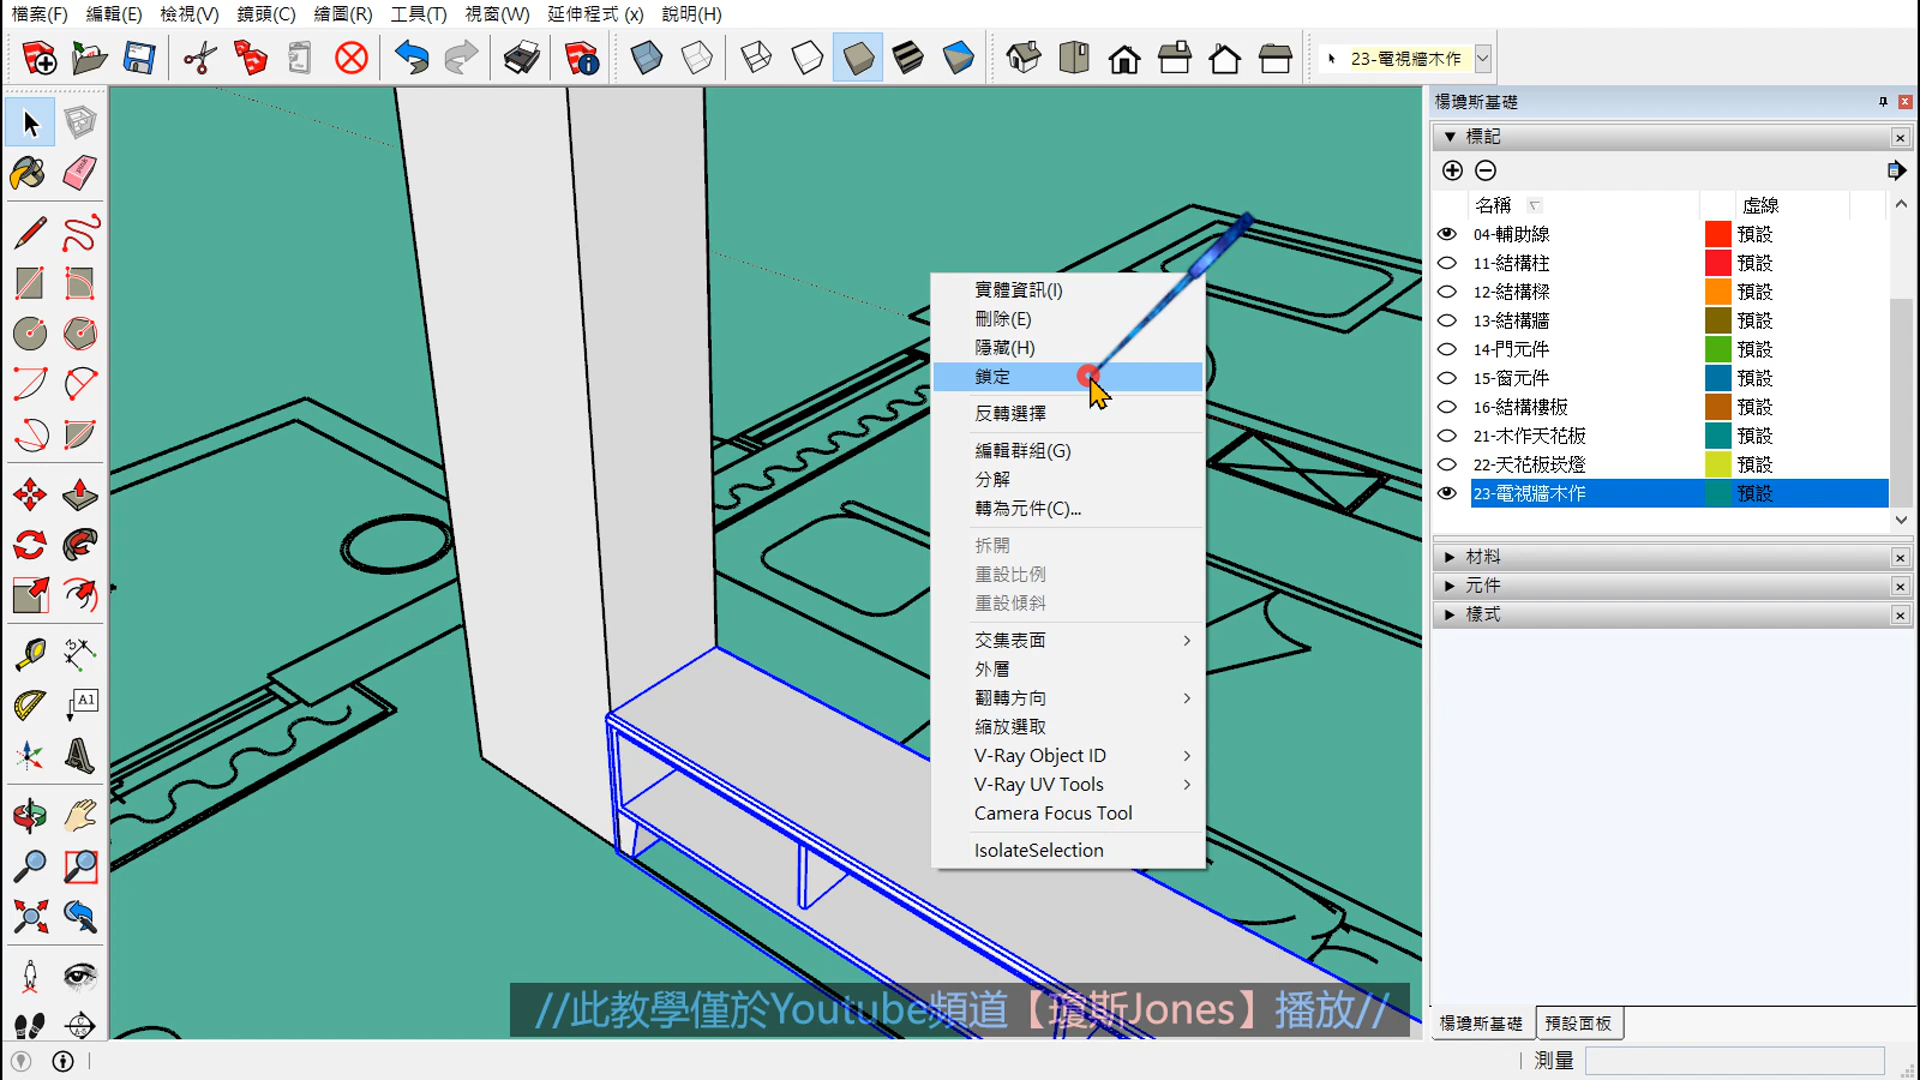 檔案(F) 編輯(E) 檢視(V) 鏡頭(C) 繪圖(R) 工具(T) 視窗(W) 延伸程式 (x) 說明(H)
23-電視牆木作
楊瓊斯基礎
標記
名稱 虛線
04-輔助線 預設
11-結構柱 預設
12-結構樑 預設
13-結構牆 預設
14-門元件 預設
15-窗元件 預設
16-結構樓板 預設
21-木作天花板 預設
22-天花板崁燈 預設
23-電視牆木作 預設
材料
元件
樣式
實體資訊(I)
刪除(E)
隱藏(H)
鎖定
反轉選擇
編輯群組(G)
分解
轉為元件(C)...
拆開
重設比例
重設傾斜
交集表面
外層
翻轉方向
縮放選取
V-Ray Object ID
V-Ray UV Tools
Camera Focus Tool
IsolateSelection
A1
//此教學僅於Youtube頻道【瓊斯Jones】播放//
楊瓊斯基礎 預設面板
測量